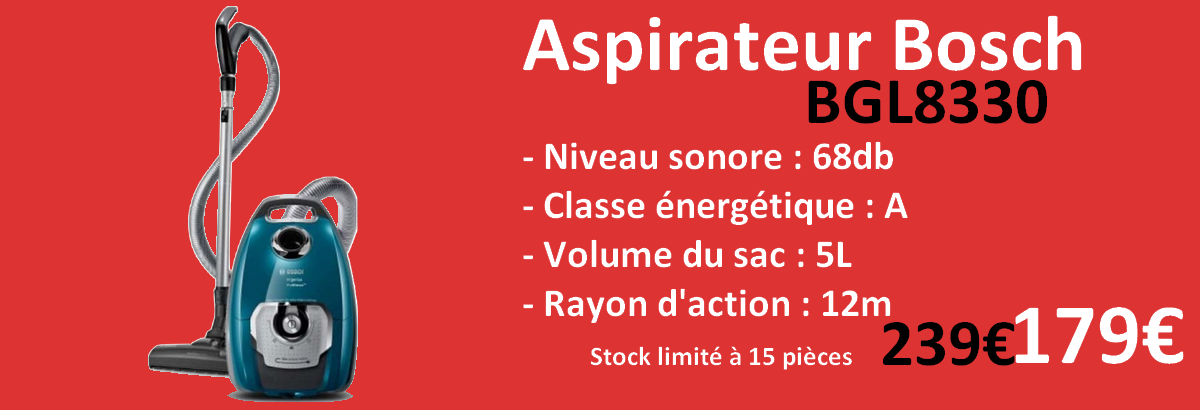 Aspirateur Bosch
BGL8330
- Niveau sonore : 68db
- Classe énergétique : A
- Volume du sac : 5L
- Rayon d'action : 12m
Stock limité à 15 pièces
239€ 179€